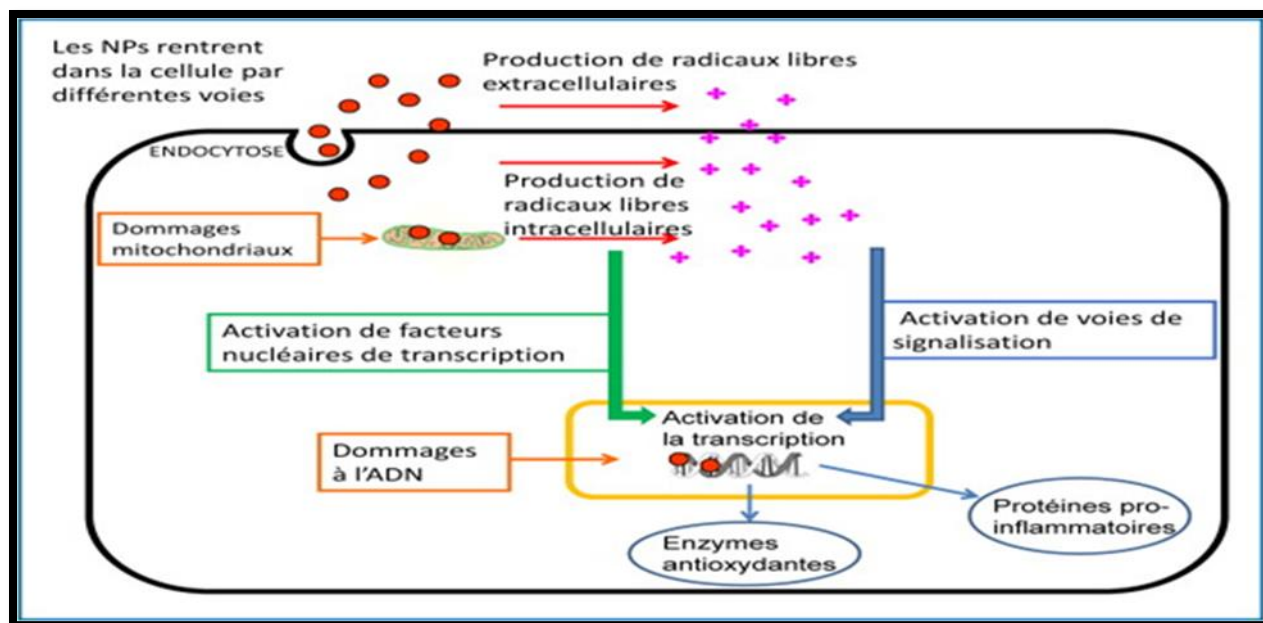 Les NPs rentrent
dans la cellule par
différentes voies
Production de radicaux libres
extracellulaires
ENDOCYTOSE
Production de
radicaux libres
intracellulaires
Dommages
mitochondriaux
Activation de facteurs
nucléaires de transcription
Activation de voies de
signalisation
Activation de
la transcription
Dommages
à l'ADN
Protéines pro-
inflammatoires
Enzymes
antioxydantes